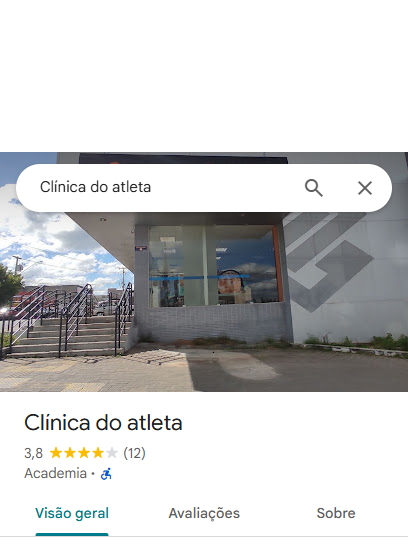 Clínica do atleta
Clínica do atleta
3,8 (12)
Academia ·
Visão geral Avaliações Sobre